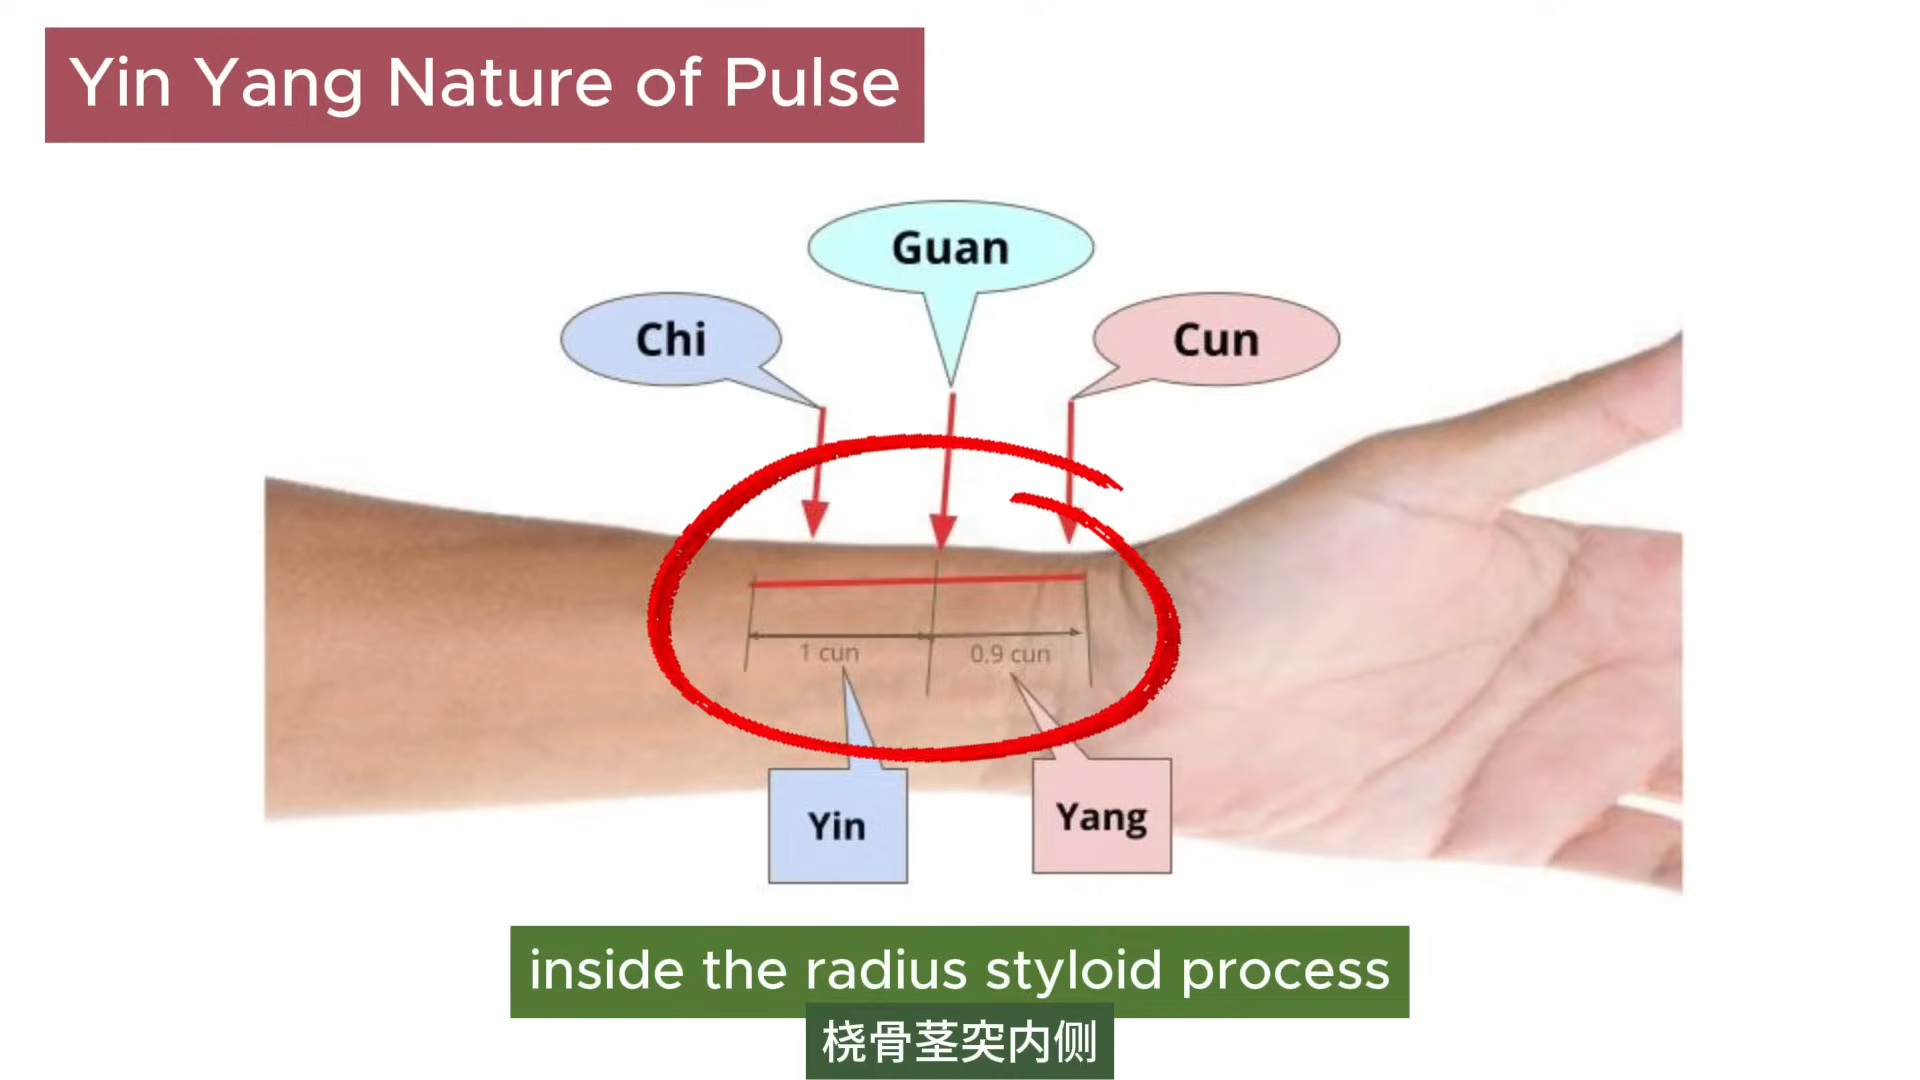 Yin Yang Nature of Pulse
Guan
Chi
Cun
1 cun
0.9 cun
Yin
Yang
inside the radius styloid process
桡骨茎突内侧